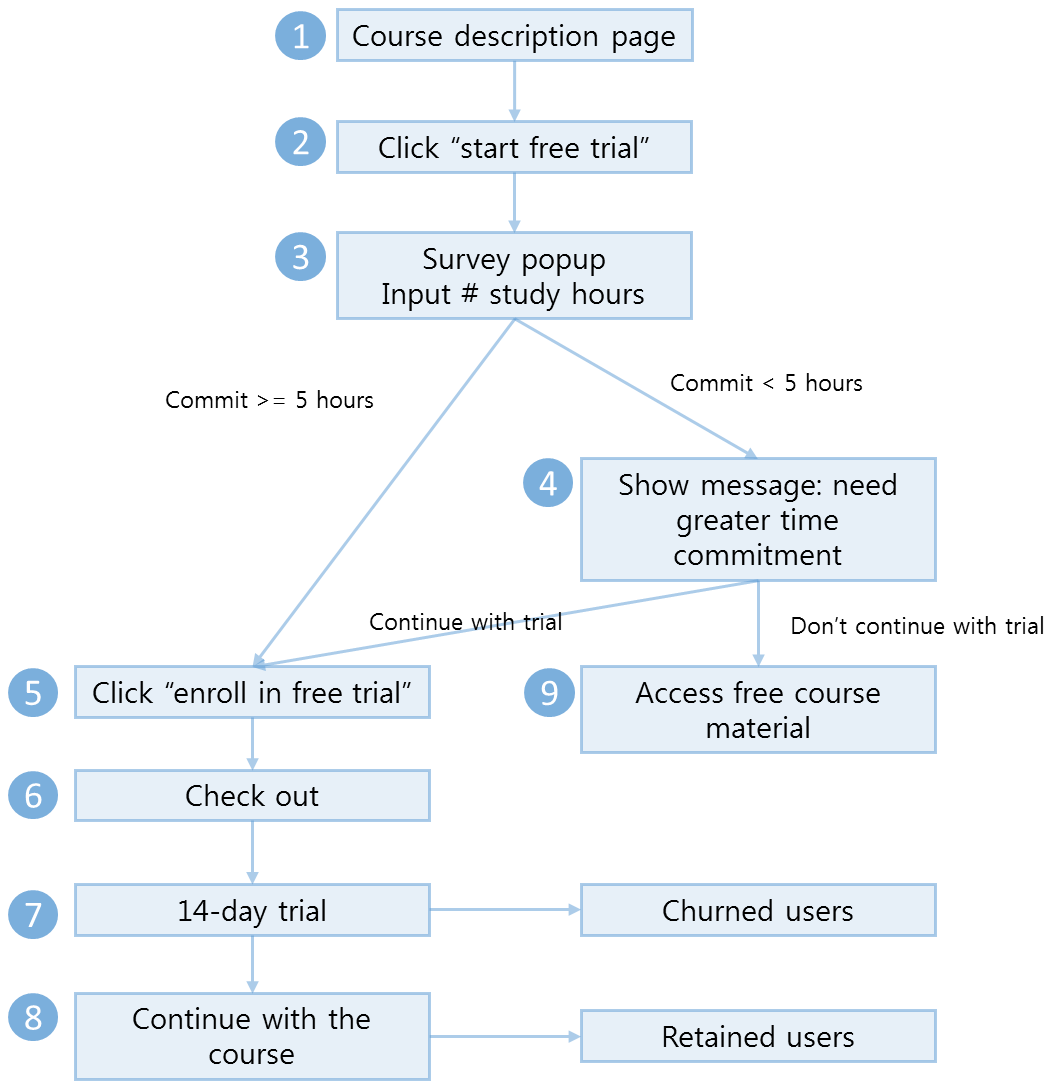 1
Course description page
2
Click “start free trial”
3
Survey popup
Input # study hours
Commit >= 5 hours
Commit < 5 hours
4
Show message: need
greater time
commitment
Continue with trial
Don’t continue with trial
5
Click “enroll in free trial”
9
Access free course
material
6
Check out
7
14-day trial
Churned users
8
Continue with the
course
Retained users